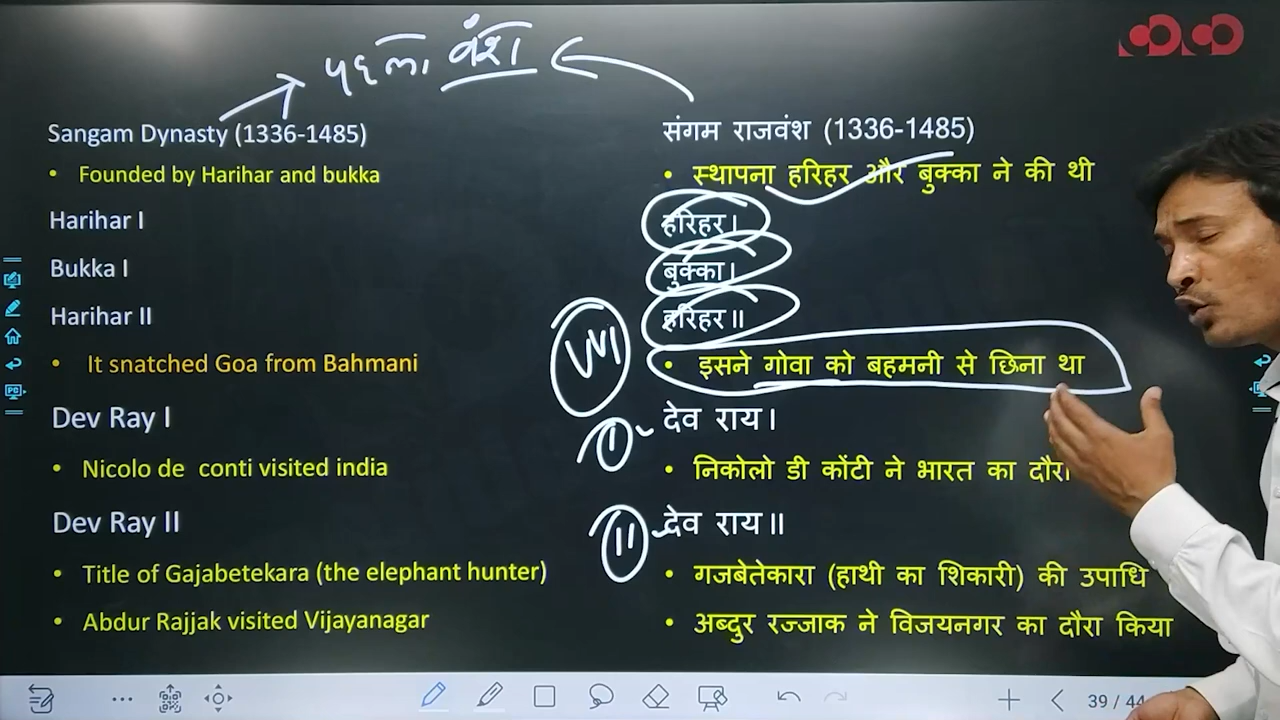 पहला वंश
Sangam Dynasty (1336-1485)
• Founded by Harihar and bukka
Harihar I
Bukka I
Harihar II
• It snatched Goa from Bahmani
Dev Ray I
• Nicolo de conti visited india
Dev Ray II
• Title of Gajabetekara (the elephant hunter)
• Abdur Rajjak visited Vijayanagar
संगम राजवंश (1336-1485)
• स्थापना हरिहर और बुक्का ने की थी
हरिहर।
बुक्का।
हरिहर॥
• इसने गोवा को बहमनी से छिना था
देव राय।
• निकोलो डी कोंटी ने भारत का दौरा
देव राय॥
• गजबेतेकारा (हाथी का शिकारी) की उपाधि
• अब्दुर रज्जाक ने विजयनगर का दौरा किया
VVI
I
II
39 / 44